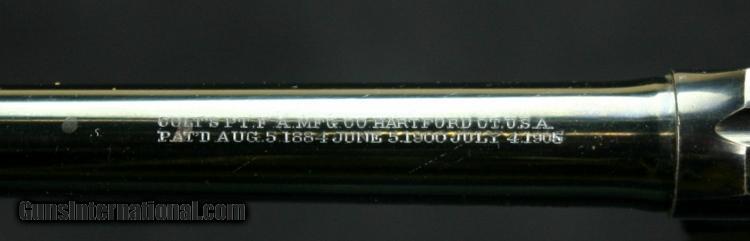 COLT'S PT. F. A. MFG. CO. HARTFORD CT. U.S.A.
PAT'D AUG. 5, 1884 JUNE 5, 1900 JULY 4, 1905
GunsInternational.com